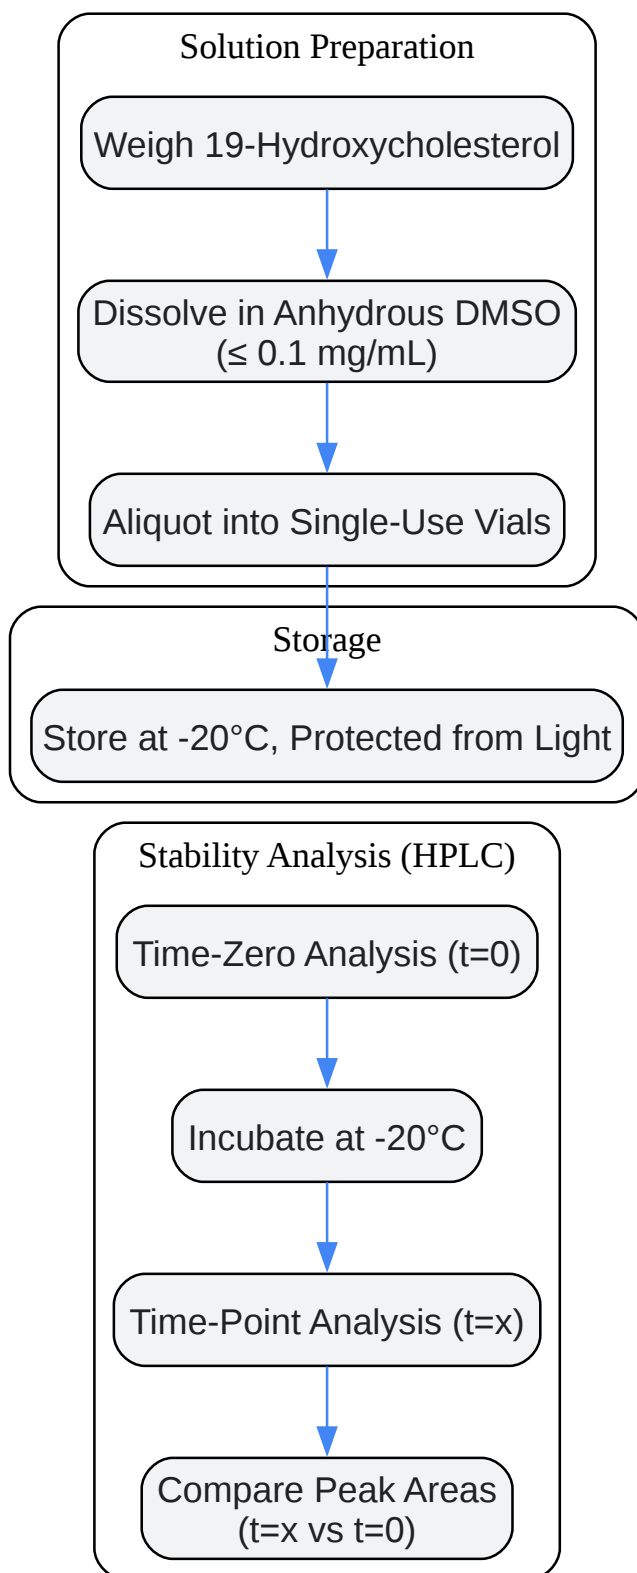 Solution Preparation
Weigh 19-Hydroxycholesterol
Dissolve in Anhydrous DMSO
(≤ 0.1 mg/mL)
Aliquot into Single-Use Vials
Storage
Store at -20°C, Protected from Light
Stability Analysis (HPLC)
Time-Zero Analysis (t=0)
Incubate at -20°C
Time-Point Analysis (t=x)
Compare Peak Areas
(t=x vs t=0)